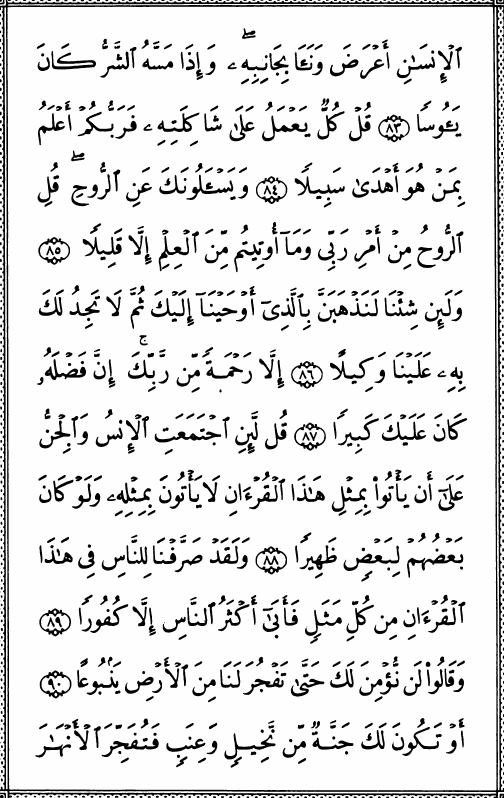 ٱلْإِنسَٰنِ أَعْرَضَ وَنَـَٔا بِجَانِبِهِۦ ۖ وَإِذَا مَسَّهُ ٱلشَّرُّ كَانَ
يَـُٔوسًا ۝٨٣ قُلْ كُلٌّ يَعْمَلُ عَلَىٰ شَاكِلَتِهِۦ فَرَبُّكُمْ أَعْلَمُ
بِمَنْ هُوَ أَهْدَىٰ سَبِيلًا ۝٨٤ وَيَسْـَٔلُونَكَ عَنِ ٱلرُّوحِ ۖ قُلِ
ٱلرُّوحُ مِنْ أَمْرِ رَبِّى وَمَآ أُوتِيتُم مِّنَ ٱلْعِلْمِ إِلَّا قَلِيلًا ۝٨٥
وَلَئِن شِئْنَا لَنَذْهَبَنَّ بِٱلَّذِىٓ أَوْحَيْنَآ إِلَيْكَ ثُمَّ لَا تَجِدُ لَكَ
بِهِۦ عَلَيْنَا وَكِيلًا ۝٨٦ إِلَّا رَحْمَةً مِّن رَّبِّكَ ۚ إِنَّ فَضْلَهُۥ
كَانَ عَلَيْكَ كَبِيرًا ۝٨٧ قُل لَّئِنِ ٱجْتَمَعَتِ ٱلْإِنسُ وَٱلْجِنُّ
عَلَىٰٓ أَن يَأْتُوا۟ بِمِثْلِ هَٰذَا ٱلْقُرْءَانِ لَا يَأْتُونَ بِمِثْلِهِۦ وَلَوْ كَانَ
بَعْضُهُمْ لِبَعْضٍ ظَهِيرًا ۝٨٨ وَلَقَدْ صَرَّفْنَا لِلنَّاسِ فِى هَٰذَا
ٱلْقُرْءَانِ مِن كُلِّ مَثَلٍ فَأَبَىٰٓ أَكْثَرُ ٱلنَّاسِ إِلَّا كُفُورًا ۝٨٩
وَقَالُوا۟ لَن نُّؤْمِنَ لَكَ حَتَّىٰ تَفْجُرَ لَنَا مِنَ ٱلْأَرْضِ يَنۢبُوعًا ۝٩٠
أَوْ تَكُونَ لَكَ جَنَّةٌ مِّن نَّخِيلٍ وَعِنَبٍ فَتُفَجِّرَ ٱلْأَنْهَٰرَ